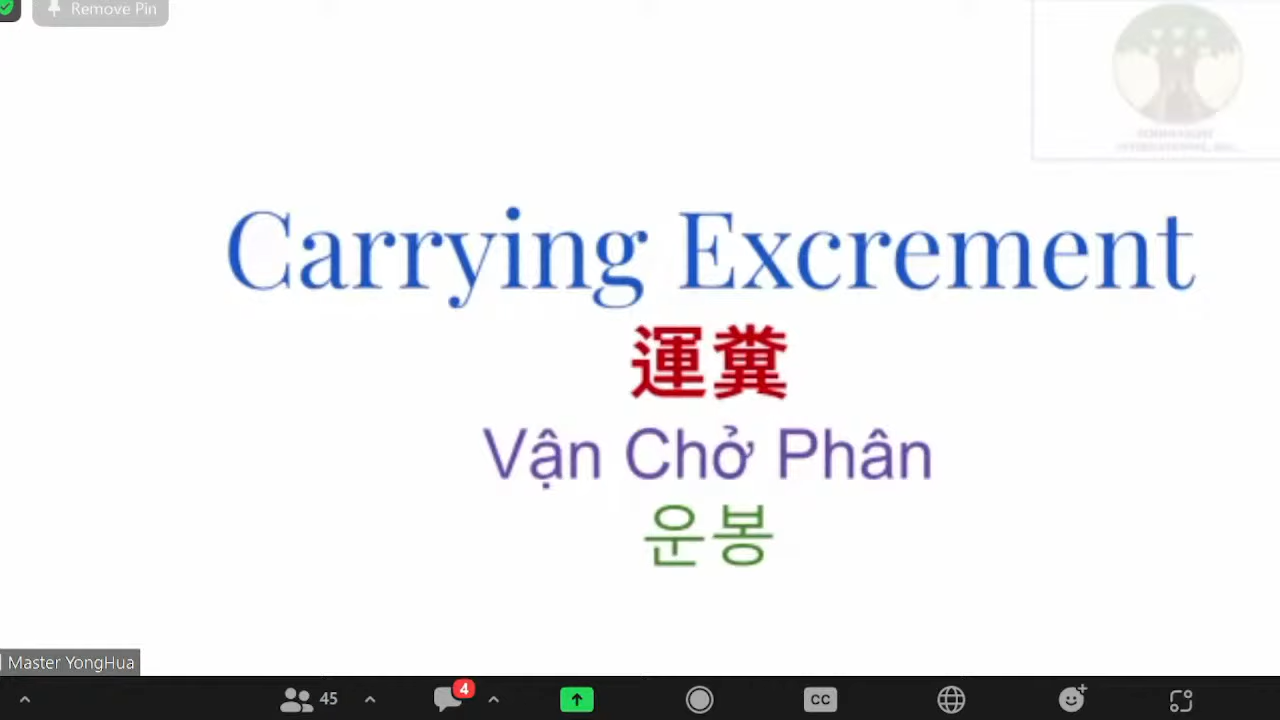 Remove Pin
Carrying Excrement
運糞
Vận Chở Phân
운봉
Master YongHua
45
4
CC